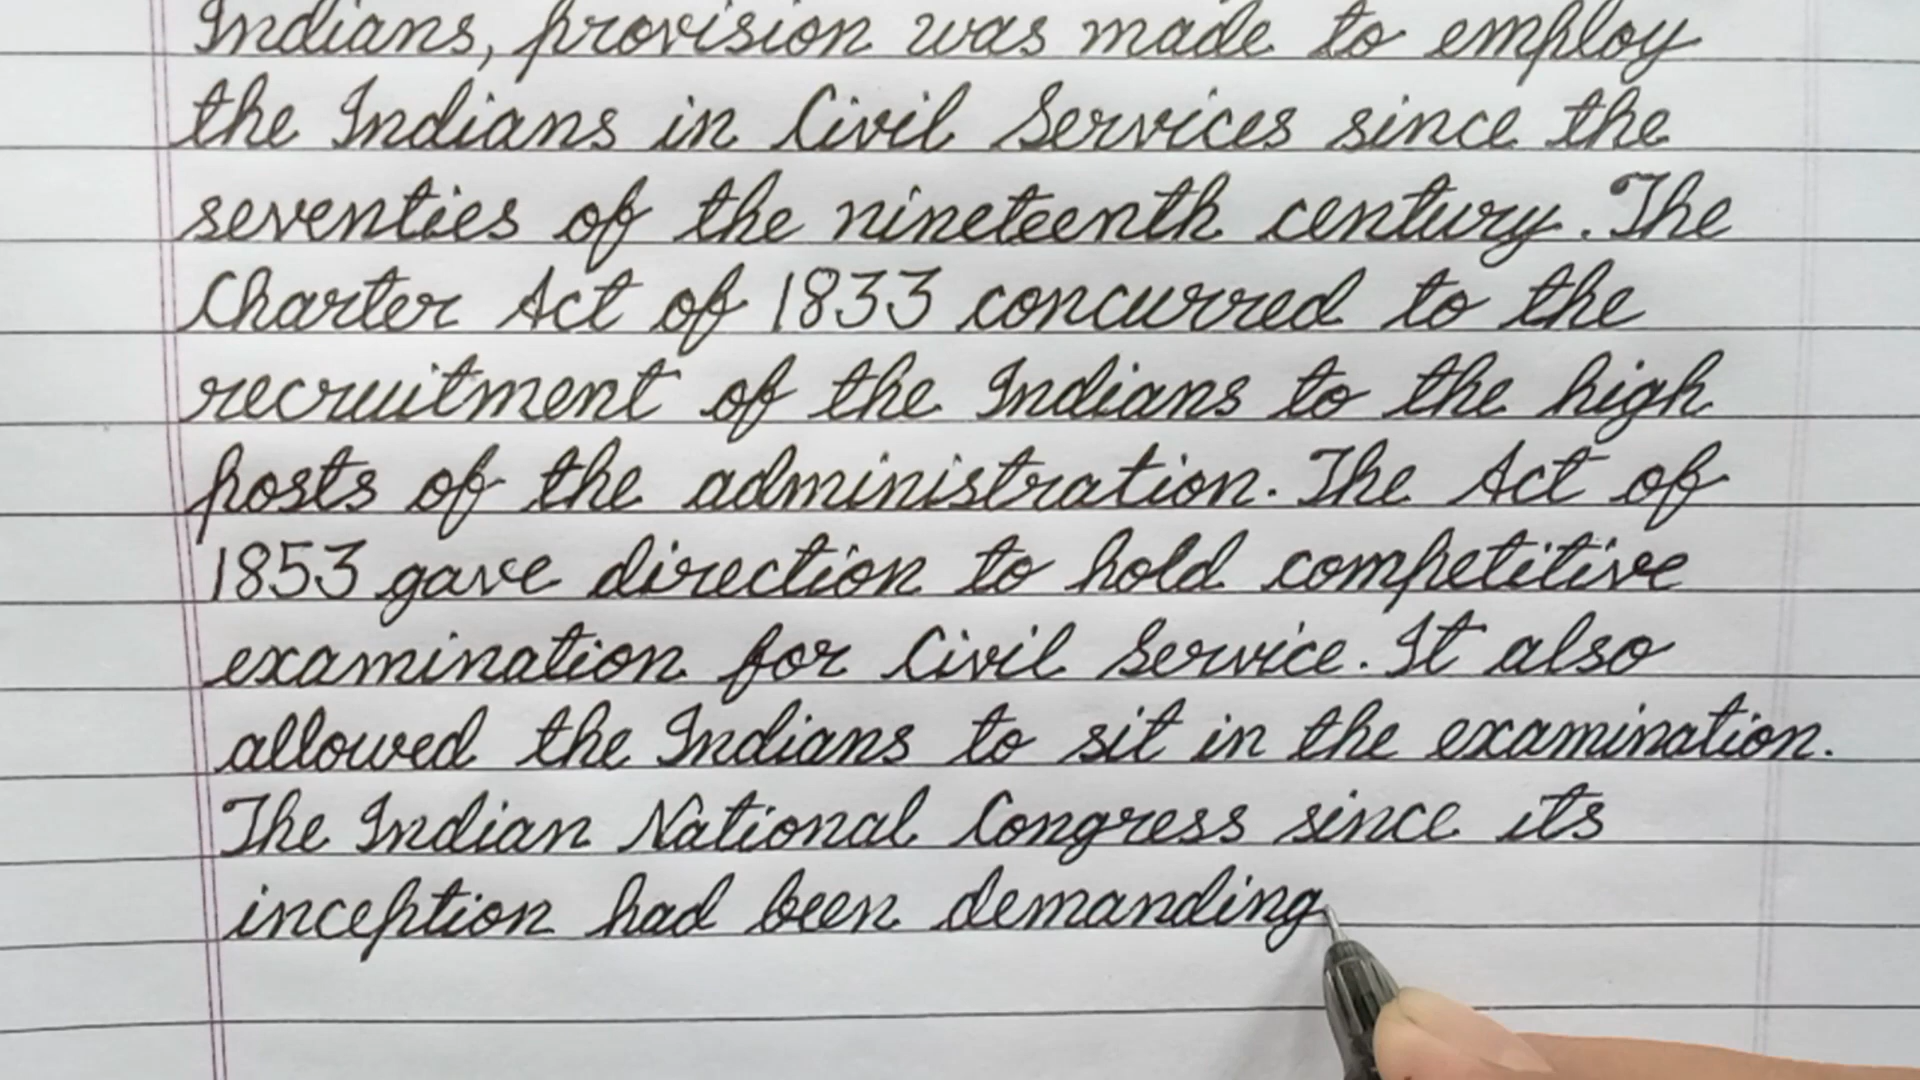 Indians, provision was made to employ
the Indians in Civil Services since the
seventies of the nineteenth century. The
Charter Act of 1833 concurred to the
recruitment of the Indians to the high
posts of the administration. The Act of
1853 gave direction to hold competitive
examination for Civil Service. It also
allowed the Indians to sit in the examination.
The Indian National Congress since its
inception had been demanding